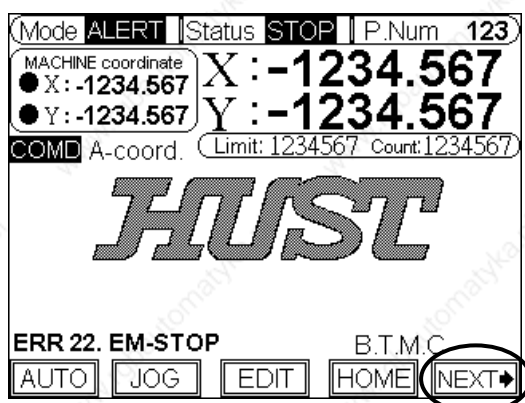 Mode ALERT Status STOP P.Num 123
MACHINE coordinate
X:-1234.567
Y:-1234.567
X:-1234.567
Y:-1234.567
COMD A-coord. Limit: 1234567 Count:1234567
HUST
ERR 22. EM-STOP B.T.M.C
AUTO JOG EDIT HOME NEXT